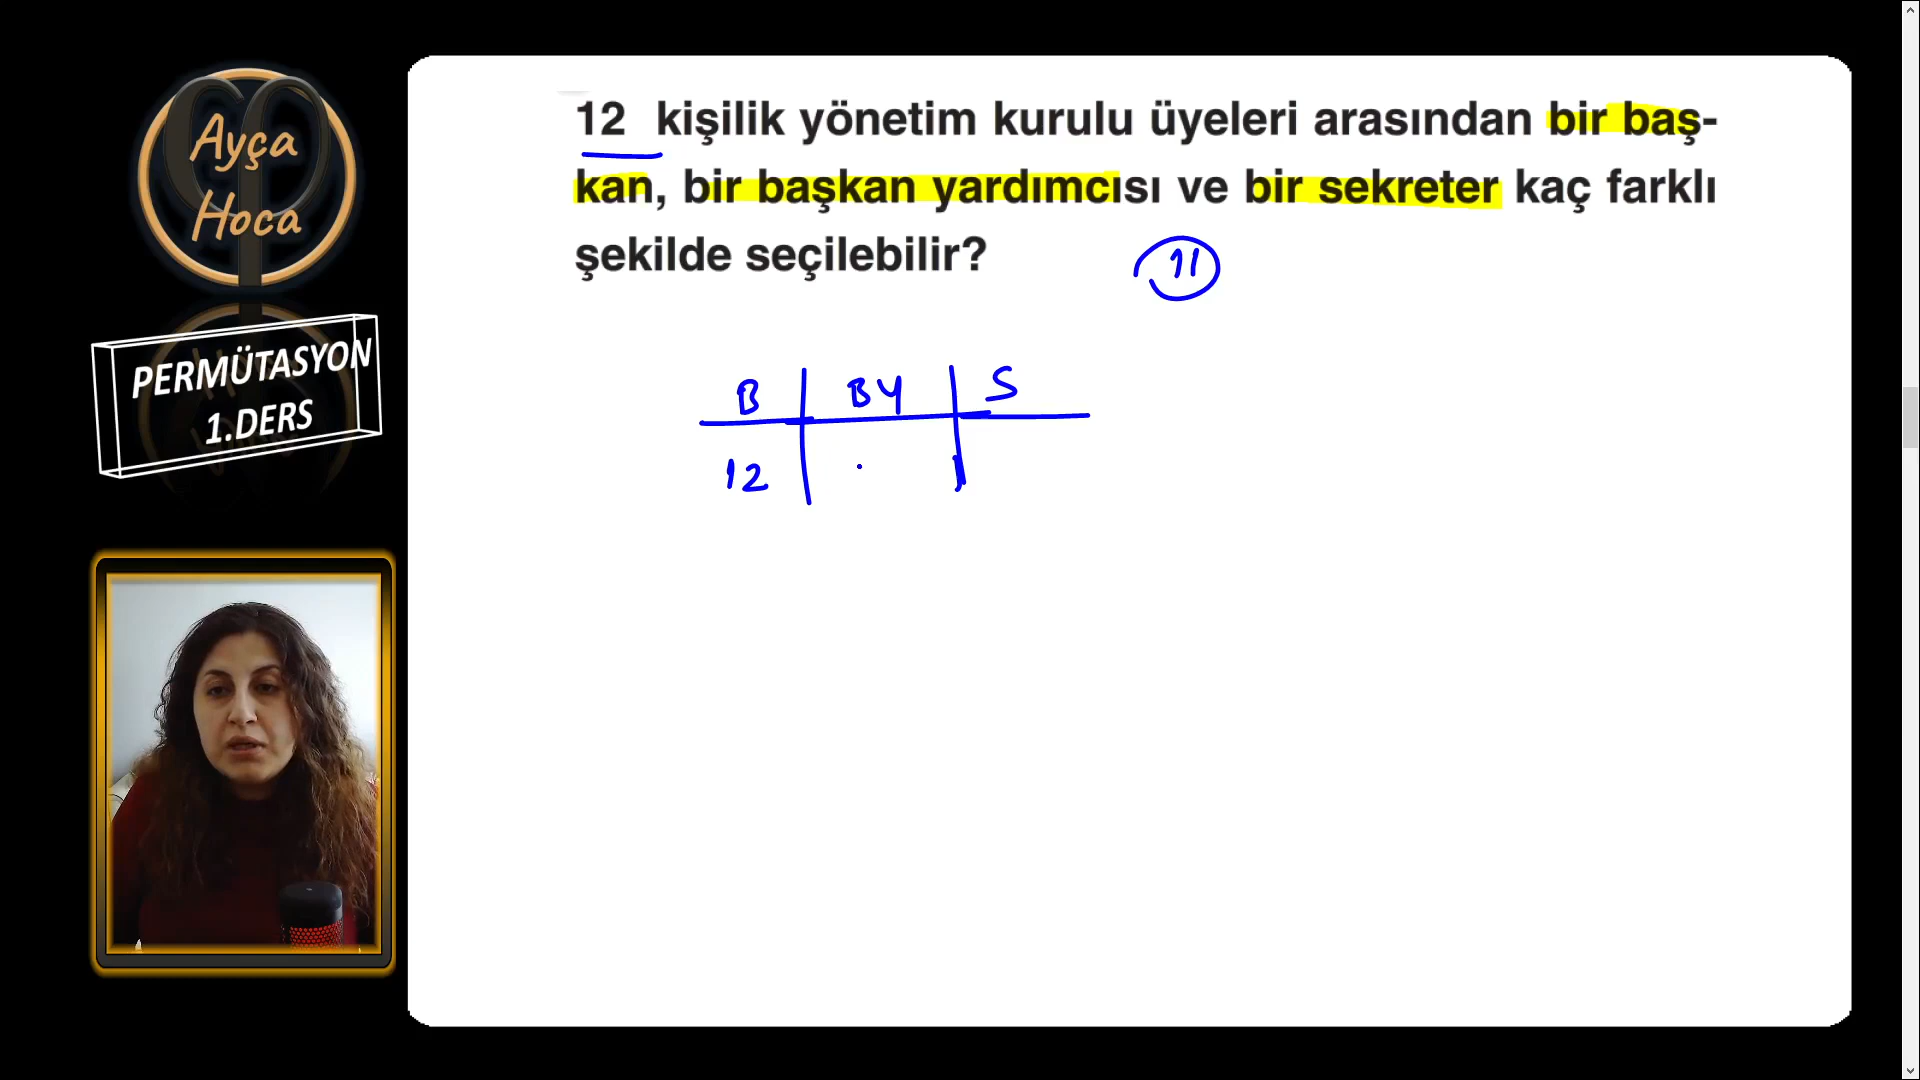 Ayça
Hoca
PERMÜTASYON
1.DERS
12 kişilik yönetim kurulu üyeleri arasından bir baş-
kan, bir başkan yardımcısı ve bir sekreter kaç farklı
şekilde seçilebilir?
11
B BY S
12